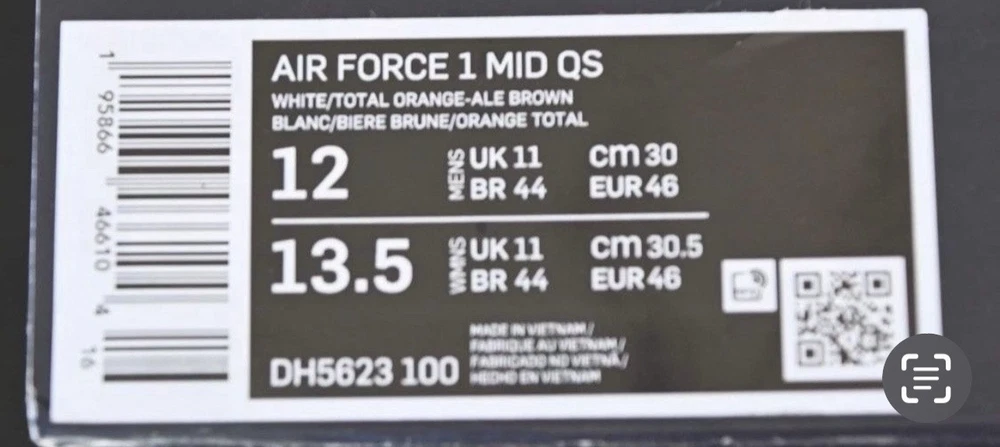 AIR FORCE 1 MID QS
WHITE/TOTAL ORANGE-ALE BROWN
BLANC/BIERE BRUNE/ORANGE TOTAL
12
MENS
UK 11 cm 30
BR 44 EUR 46
13.5
WMNS
UK 11 cm 30.5
BR 44 EUR 46
DH5623 100
MADE IN VIETNAM /
FABRIQUE AU VIETNAM /
FABRICADO NO VIETNÃ /
HECHO EN VIETNAM
1 95866 46610 4
16